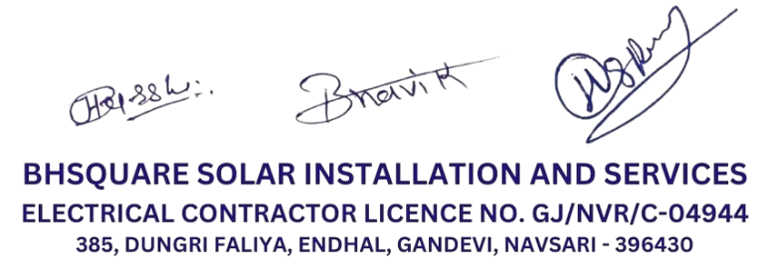 Bhavik
BHSQUARE SOLAR INSTALLATION AND SERVICES
ELECTRICAL CONTRACTOR LICENCE NO. GJ/NVR/C-04944
385, DUNGRI FALIYA, ENDHAL, GANDEVI, NAVSARI - 396430